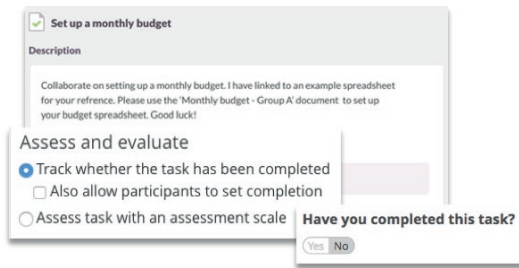 Set up a monthly budget
Description
Collaborate on setting up a monthly budget. I have linked to an example spreadsheet
for your refrence. Please use the 'Monthly budget - Group A' document to set up
your budget spreadsheet. Good luck!
Assess and evaluate
Track whether the task has been completed
Also allow participants to set completion
Assess task with an assessment scale
Have you completed this task?
Yes No